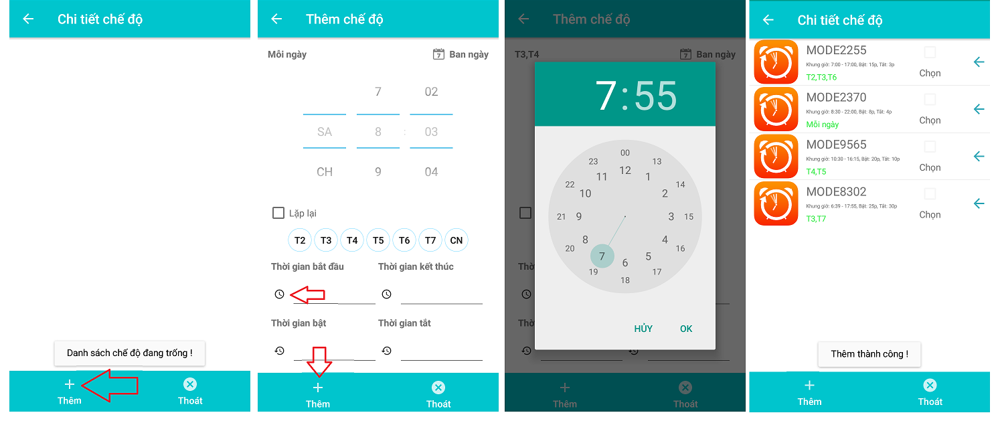 Chi tiết chế độ
Danh sách chế độ đang trống !
Thêm
Thoát
Thêm chế độ
Mỗi ngày
7
Ban ngày
7
02
SA
8
:
03
CH
9
04
Lặp lại
T2
T3
T4
T5
T6
T7
CN
Thời gian bắt đầu
Thời gian kết thúc
Thời gian bật
Thời gian tắt
Thêm
Thoát
Thêm chế độ
T3,T4
7
Ban ngày
7:55
00
23
13
12
11
1
22
14
10
2
21
9
3
15
8
4
20
16
7
5
6
19
17
18
Thờ
Thờ
HỦY
OK
Thêm
Thoát
Chi tiết chế độ
MODE2255
Khung giờ: 7:00 - 17:00, Bật: 15p, Tắt: 3p
T2,T3,T6
Chọn
MODE2370
Khung giờ: 8:30 - 22:00, Bật: 8p, Tắt: 4p
Mỗi ngày
Chọn
MODE9565
Khung giờ: 10:30 - 16:15, Bật: 20p, Tắt: 10p
T4,T5
Chọn
MODE8302
Khung giờ: 6:39 - 17:55, Bật: 25p, Tắt: 30p
T3,T7
Chọn
Thêm thành công !
Thêm
Thoát